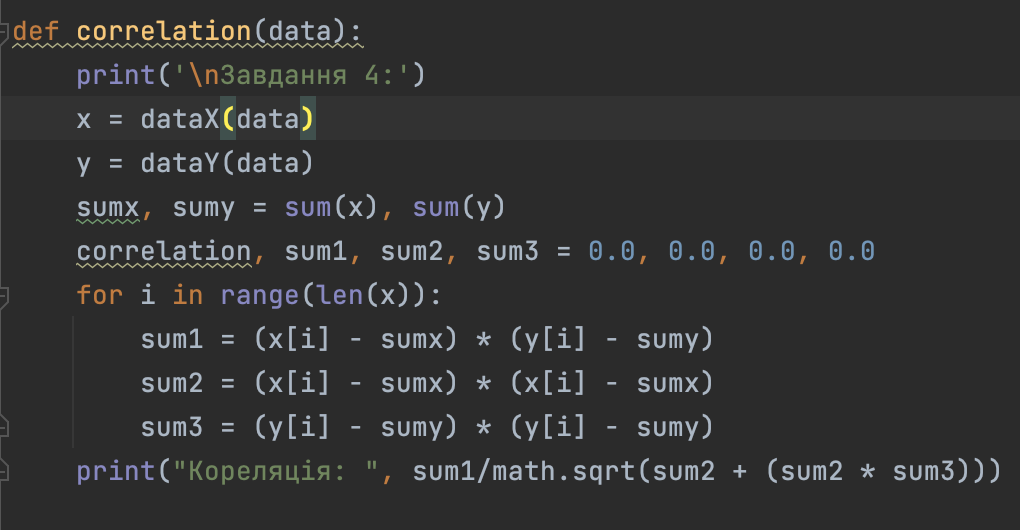 def correlation(data):
    print('\nЗавдання 4:')
    x = dataX(data)
    y = dataY(data)
    sumx, sumy = sum(x), sum(y)
    correlation, sum1, sum2, sum3 = 0.0, 0.0, 0.0, 0.0
    for i in range(len(x)):
        sum1 = (x[i] - sumx) * (y[i] - sumy)
        sum2 = (x[i] - sumx) * (x[i] - sumx)
        sum3 = (y[i] - sumy) * (y[i] - sumy)
    print("Кореляція: ", sum1/math.sqrt(sum2 + (sum2 * sum3)))